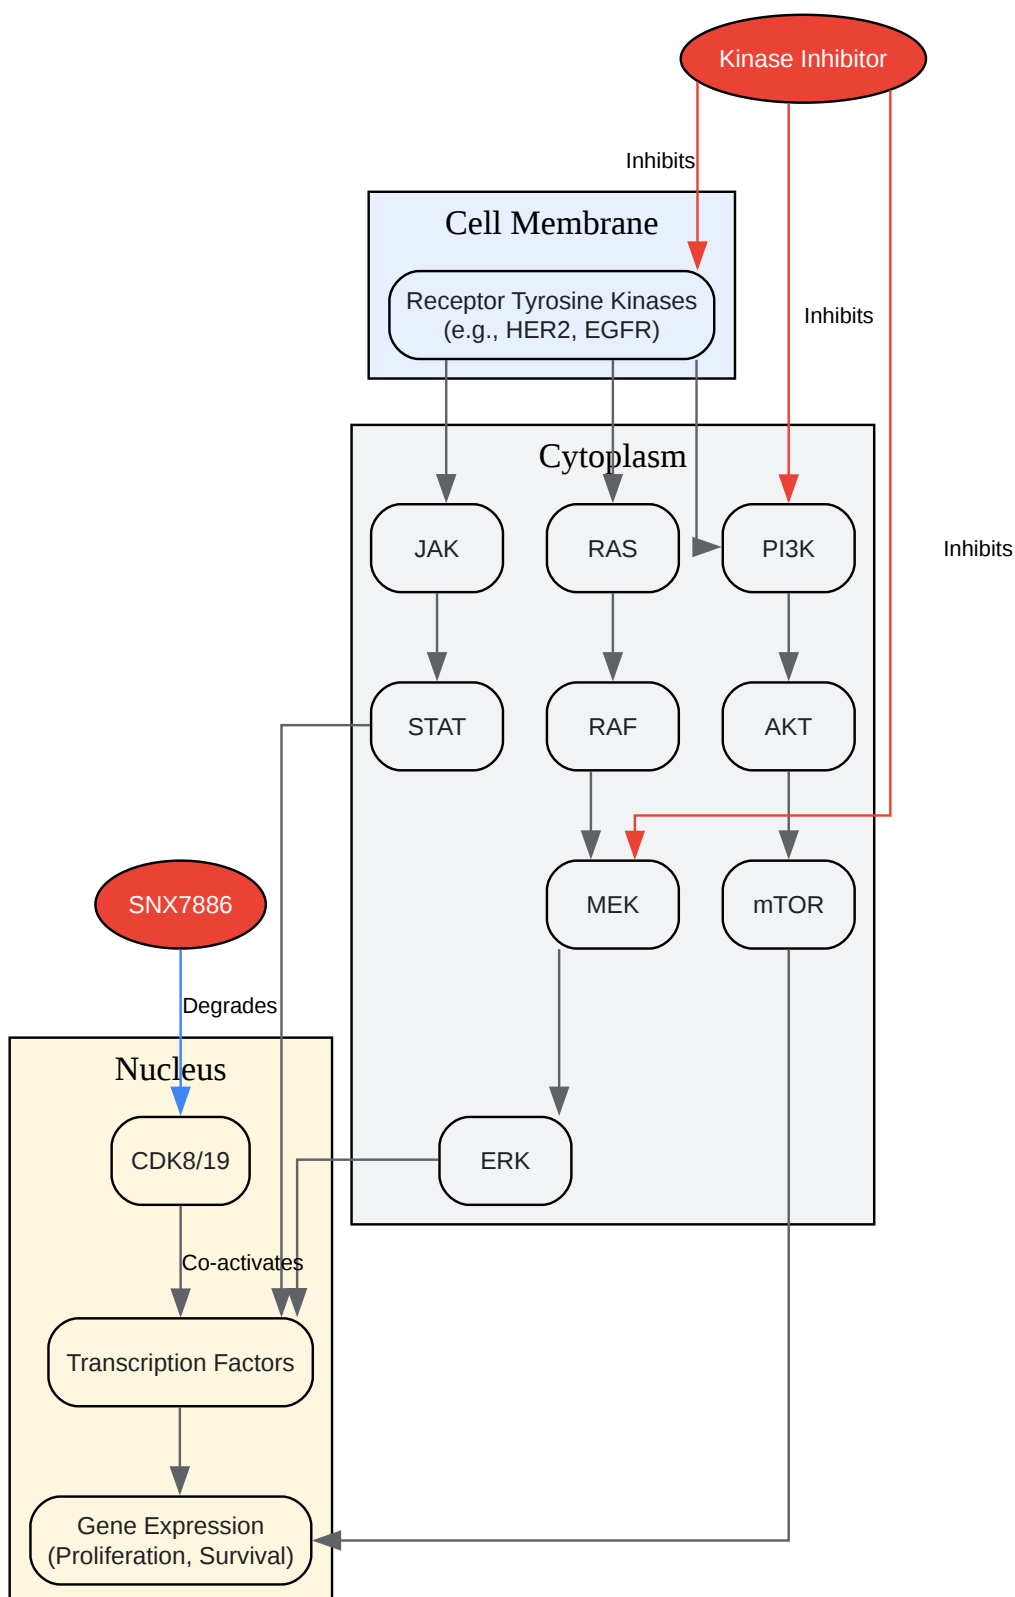 Kinase Inhibitor
Inhibits
Cell Membrane
Receptor Tyrosine Kinases
(e.g., HER2, EGFR)
Inhibits
Cytoplasm
JAK
RAS
PI3K
Inhibits
STAT
RAF
AKT
SNX7886
MEK
mTOR
Degrades
Nucleus
CDK8/19
ERK
Co-activates
Transcription Factors
Gene Expression
(Proliferation, Survival)